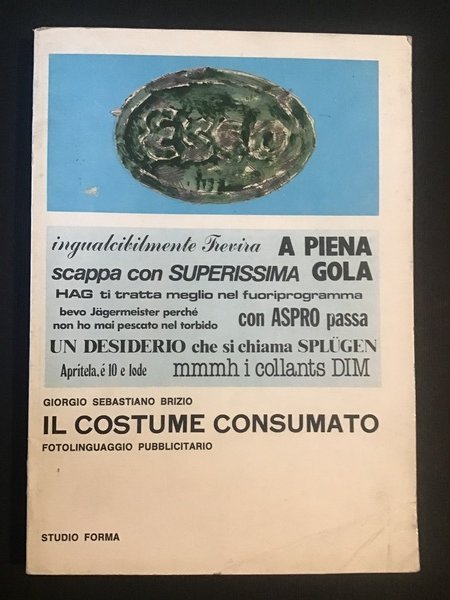 ESSO
ingualcibilmente Trevira A PIENA
scappa con SUPERISSIMA GOLA
HAG ti tratta meglio nel fuoriprogramma
bevo Jägermeister perché
non ho mai pescato nel torbido con ASPRO passa
UN DESIDERIO che si chiama SPLÜGEN
Apritela, é 10 e lode mmmh i collants DIM
GIORGIO SEBASTIANO BRIZIO
IL COSTUME CONSUMATO
FOTOLINGUAGGIO PUBBLICITARIO
STUDIO FORMA